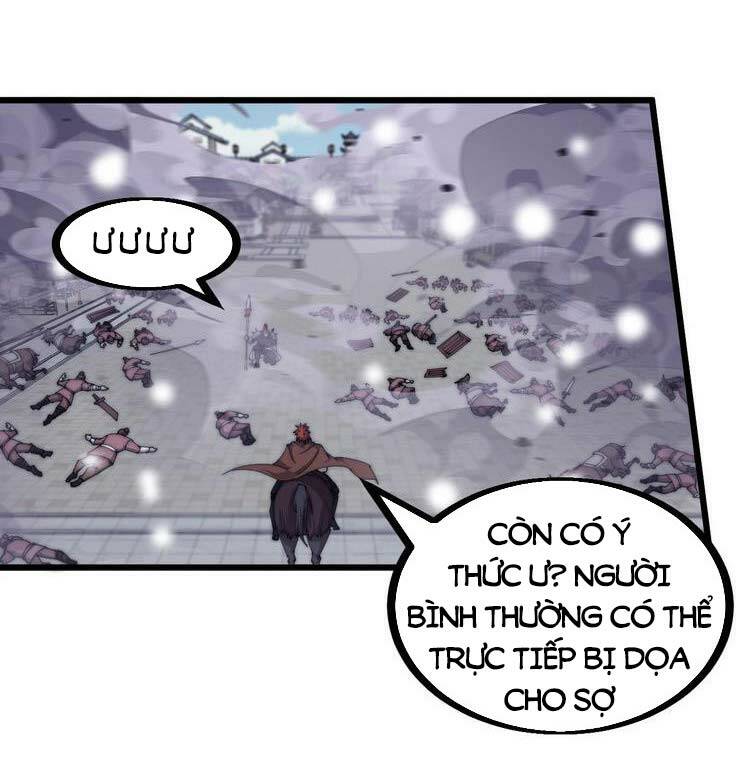 ƯƯƯƯ
CÒN CÓ Ý
THỨC Ư? NGƯỜI
BÌNH THƯỜNG CÓ THỂ
TRỰC TIẾP BỊ DỌA
CHO SỢ